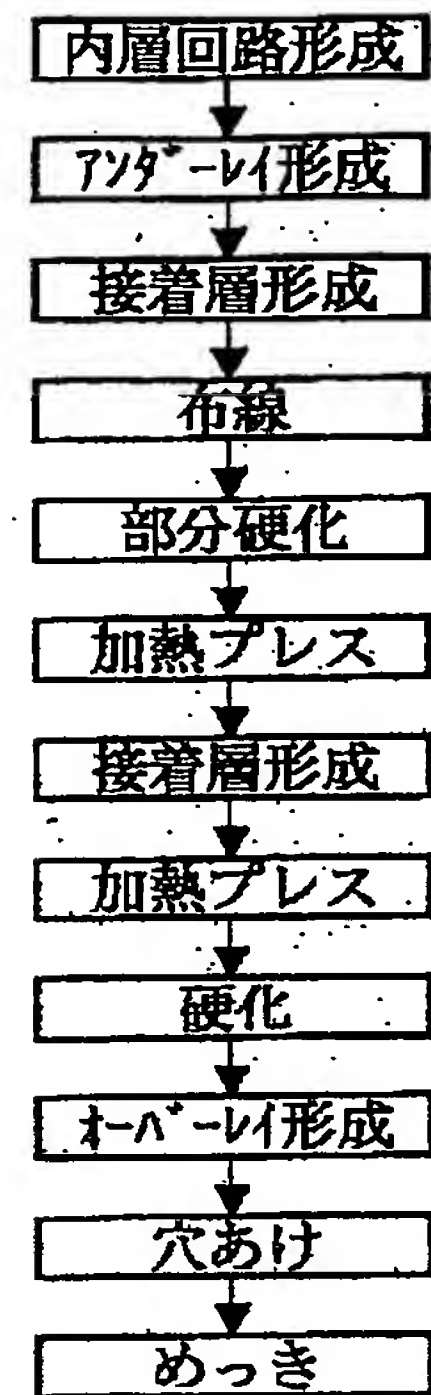 内層回路形成
アンダーレイ形成
接着層形成
布線
部分硬化
加熱プレス
接着層形成
加熱プレス
硬化
オーバーレイ形成
穴あけ
めっき